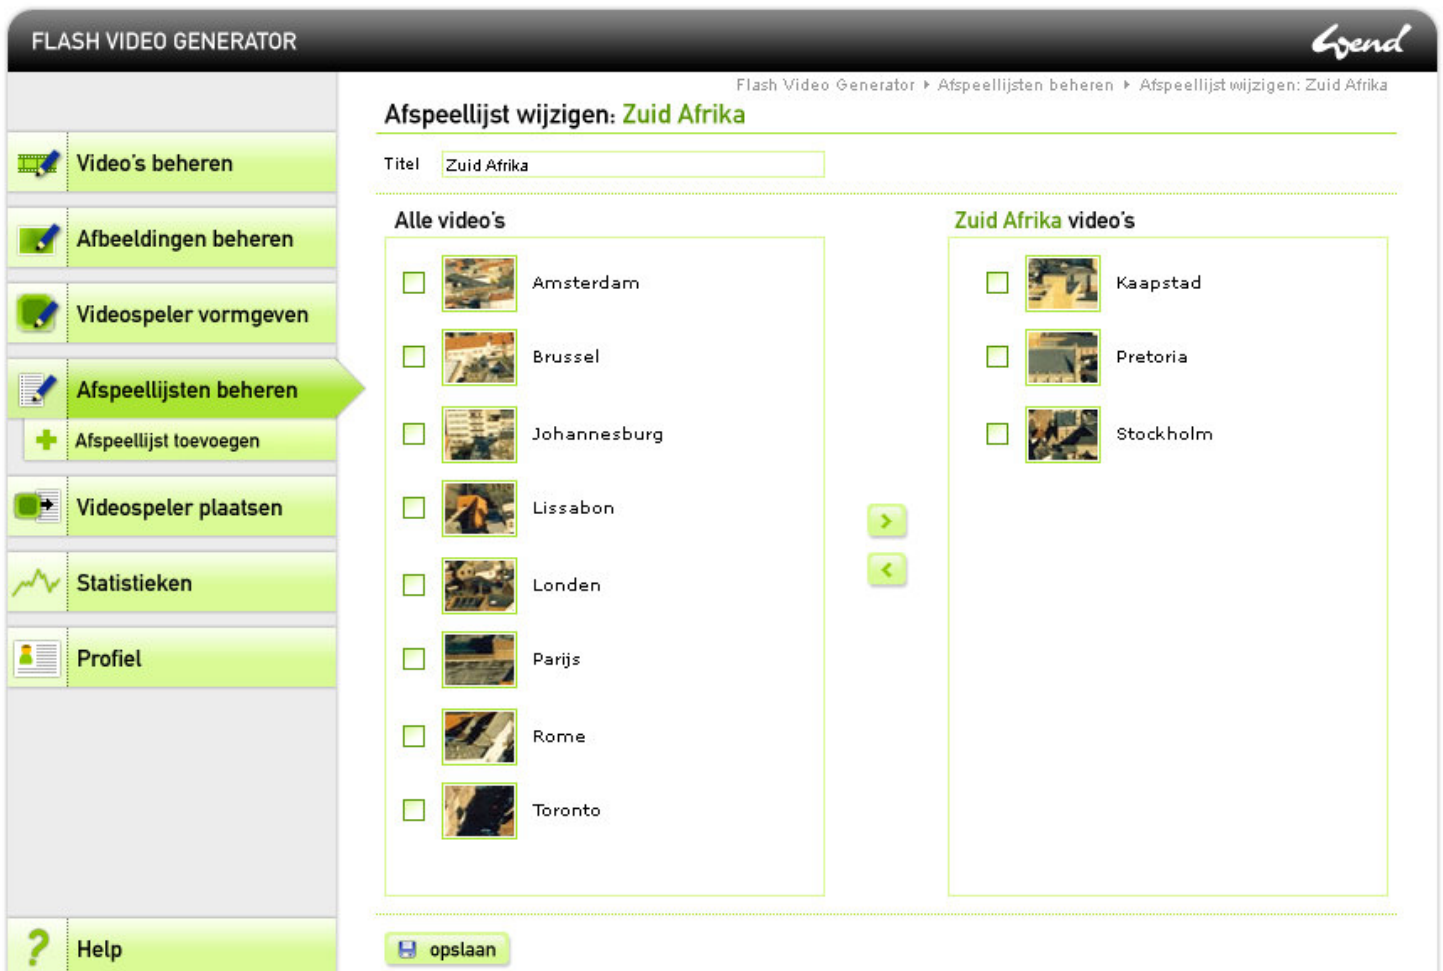 FLASH VIDEO GENERATOR
Wend
Flash Video Generator ▸ Afspeellijsten beheren ▸ Afspeellijst wijzigen: Zuid Afrika
Afspeellijst wijzigen: Zuid Afrika
Titel Zuid Afrika
Video's beheren
Afbeeldingen beheren
Videospeler vormgeven
Afspeellijsten beheren
Afspeellijst toevoegen
Videospeler plaatsen
Statistieken
Profiel
Help
Alle video's
Amsterdam
Brussel
Johannesburg
Lissabon
Londen
Parijs
Rome
Toronto
>
<
Zuid Afrika video's
Kaapstad
Pretoria
Stockholm
opslaan